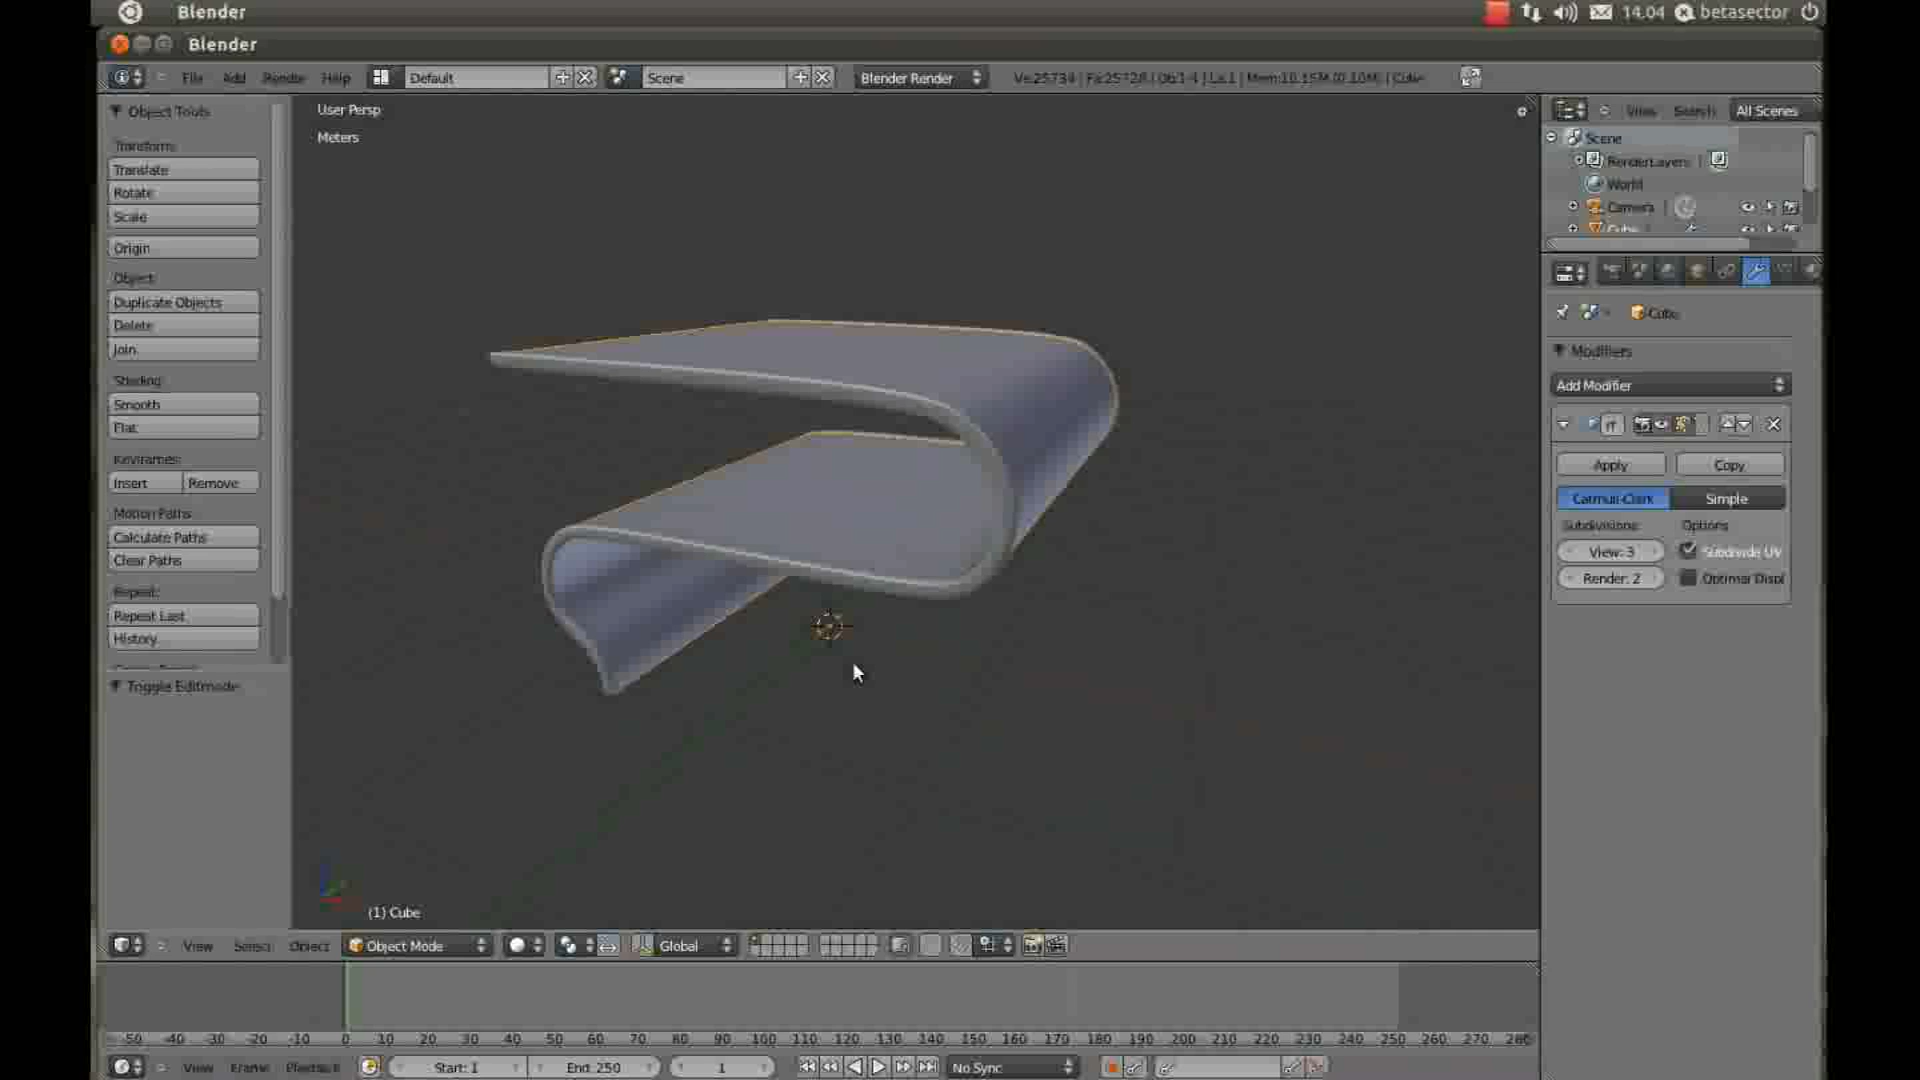 Blender 14.04 betasector
Blender
File Add Render Help Default Scene Blender Render
Object Tools
User Persp
Meters
Transform:
Translate
Rotate
Scale
Origin
Object:
Duplicate Objects
Delete
Join
Shading:
Smooth
Flat
Keyframes:
Insert Remove
Motion Paths:
Calculate Paths
Clear Paths
Repeat:
Repeat Last
History...
Toggle Editmode
(1) Cube
View Search All Scenes
Scene
RenderLayers |
World
Camera |
Cube
Cube
Modifiers
Add Modifier
Apply Copy
Catmull-Clark Simple
Subdivisions: Options
View: 3 Subdivide UV
Render: 2 Optimal Displ
View Select Object Object Mode Global
-50 -40 -30 -20 -10 0 10 20 30 40 50 60 70 80 90 100 110 120 130 140 150 160 170 180 190 200 210 220 230 240 250 260 270 280
View Frame Playback Start: 1 End: 250 1 No Sync